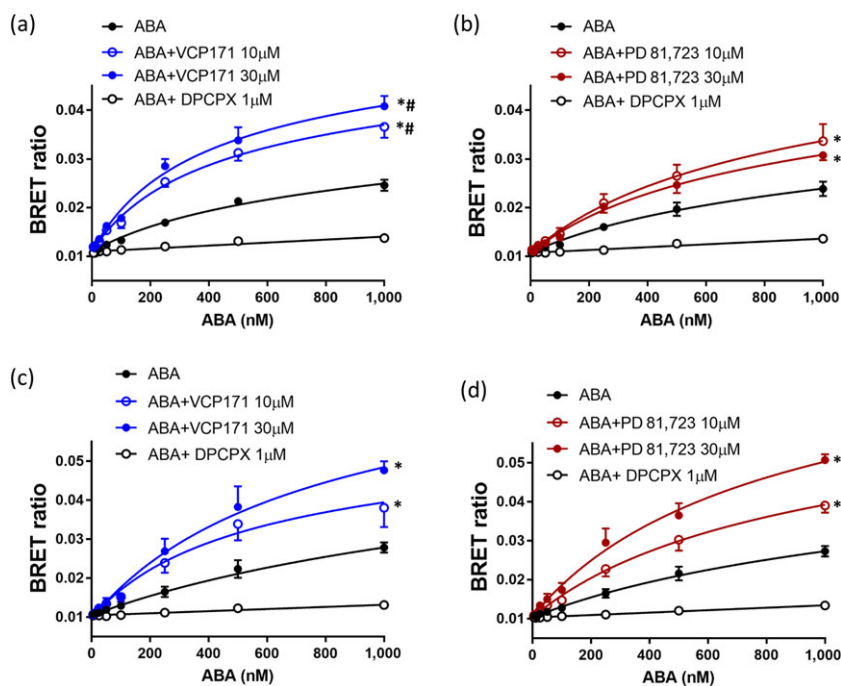 (a)
ABA
ABA+VCP171 10μM
ABA+VCP171 30μM
ABA+ DPCPX 1μM
BRET ratio
0.04
0.03
0.02
0.01
*#
*#
0 200 400 600 800 1,000
ABA (nM)
(b)
ABA
ABA+PD 81,723 10μM
ABA+PD 81,723 30μM
ABA+ DPCPX 1μM
BRET ratio
0.04
0.03
0.02
0.01
*
*
0 200 400 600 800 1,000
ABA (nM)
(c)
ABA
ABA+VCP171 10μM
ABA+VCP171 30μM
ABA+ DPCPX 1μM
BRET ratio
0.05
0.04
0.03
0.02
0.01
*
*
0 200 400 600 800 1,000
ABA (nM)
(d)
ABA
ABA+PD 81,723 10μM
ABA+PD 81,723 30μM
ABA+ DPCPX 1μM
BRET ratio
0.05
0.04
0.03
0.02
0.01
*
*
0 200 400 600 800 1,000
ABA (nM)